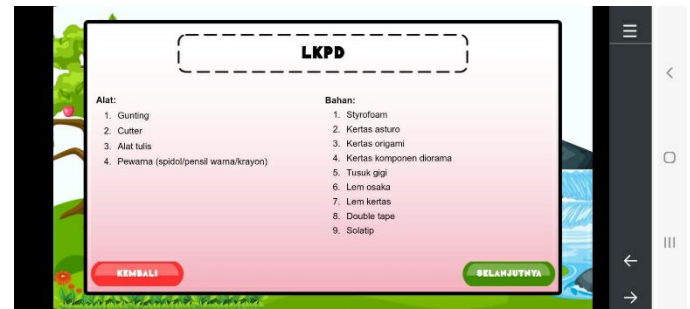 LKPD
Alat:
1. Gunting
2. Cutter
3. Alat tulis
4. Pewarna (spidol/pensil warna/krayon)
Bahan:
1. Styrofoam
2. Kertas asturo
3. Kertas origami
4. Kertas komponen diorama
5. Tusuk gigi
6. Lem osaka
7. Lem kertas
8. Double tape
9. Solatip
KEMBALI
SELANJUTNYA